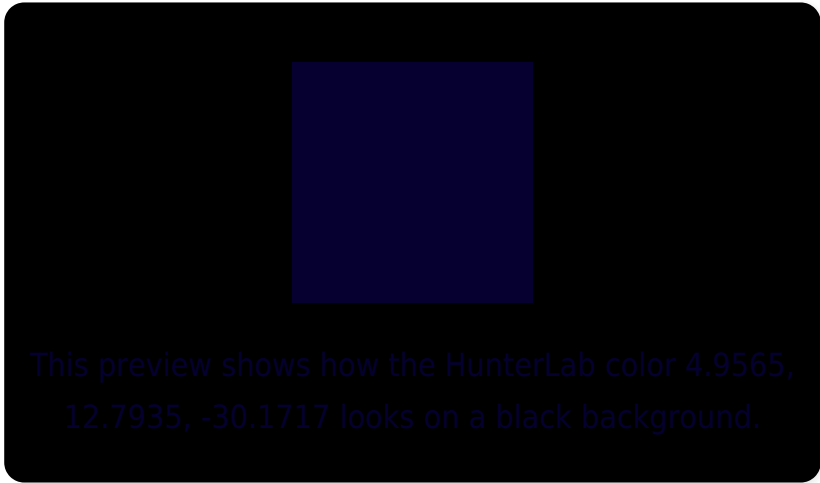 This preview shows how the HunterLab color 4.9565,
12.7935, -30.1717 looks on a black background.